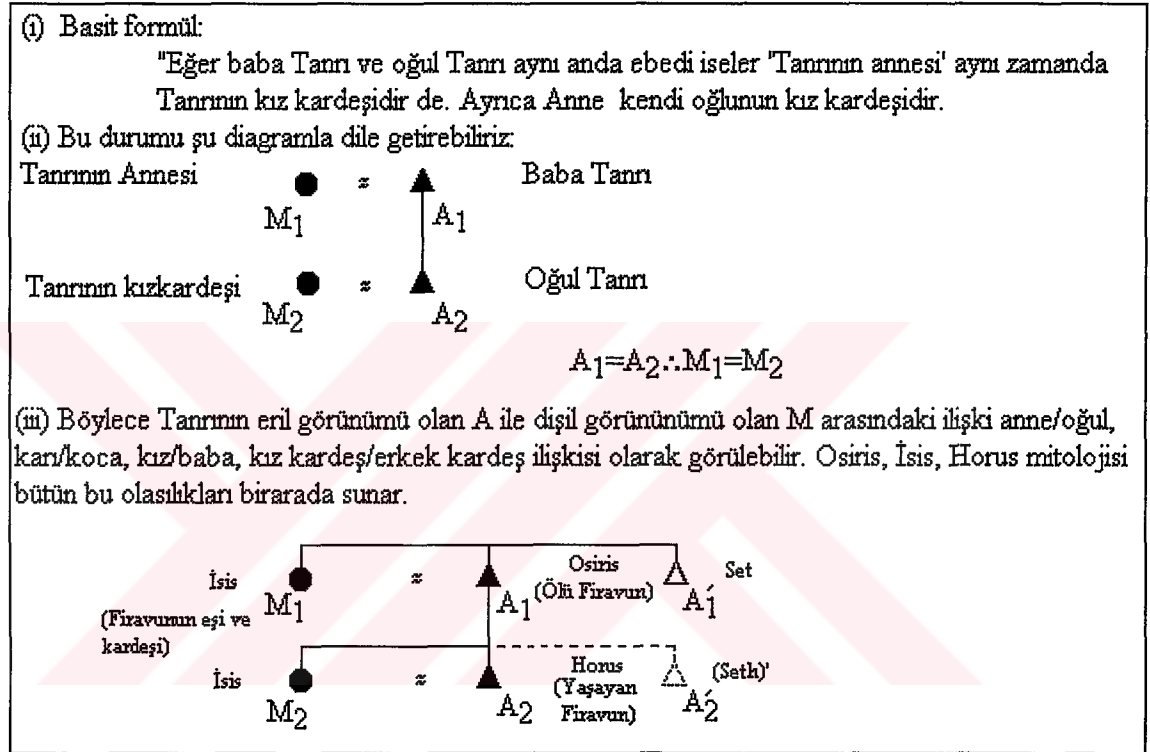 (i) Basit formül:
"Eğer baba Tanrı ve oğul Tanrı aynı anda ebedi iseler 'Tanrının annesi' aynı zamanda
Tanrının kız kardeşidir de. Ayrıca Anne kendi oğlunun kız kardeşidir.
(ii) Bu durumu şu diagramla dile getirebiliriz:
Tanrının Annesi M1 ≈ A1 Baba Tanrı
Tanrının kızkardeşi M2 ≈ A2 Oğul Tanrı
A1=A2∴M1=M2
(iii) Böylece Tanrının eril görünümü olan A ile dişil görününümü olan M arasındaki ilişki anne/oğul,
karı/koca, kız/baba, kız kardeş/erkek kardeş ilişkisi olarak görülebilir. Osiris, İsis, Horus mitolojisi
bütün bu olasılıkları birarada sunar.
İsis M1 ≈ A1 Osiris A1́ Set
(Firavunun eşi ve
kardeşi)
(Ölü Firavun)
İsis M2 ≈ A2 Horus A2́ (Seth)'
(Yaşayan
Firavun)